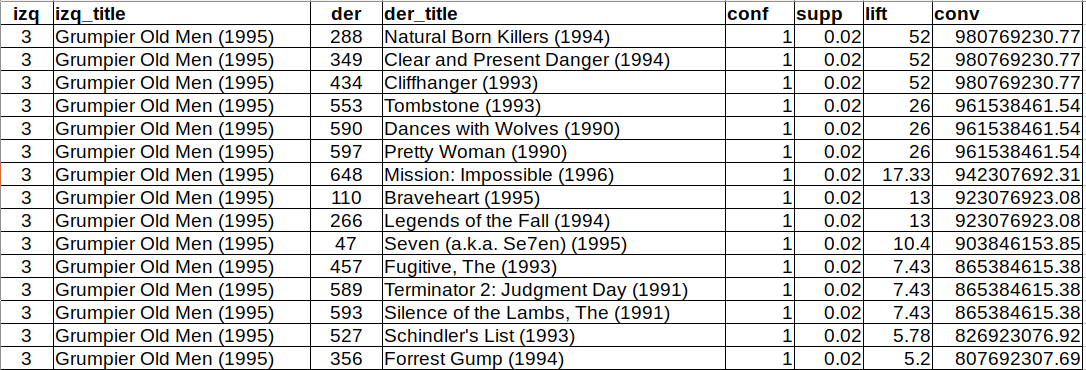 izq izq_title der der_title conf supp lift conv
3 Grumpier Old Men (1995) 288 Natural Born Killers (1994) 1 0.02 52 980769230.77
3 Grumpier Old Men (1995) 349 Clear and Present Danger (1994) 1 0.02 52 980769230.77
3 Grumpier Old Men (1995) 434 Cliffhanger (1993) 1 0.02 52 980769230.77
3 Grumpier Old Men (1995) 553 Tombstone (1993) 1 0.02 26 961538461.54
3 Grumpier Old Men (1995) 590 Dances with Wolves (1990) 1 0.02 26 961538461.54
3 Grumpier Old Men (1995) 597 Pretty Woman (1990) 1 0.02 26 961538461.54
3 Grumpier Old Men (1995) 648 Mission: Impossible (1996) 1 0.02 17.33 942307692.31
3 Grumpier Old Men (1995) 110 Braveheart (1995) 1 0.02 13 923076923.08
3 Grumpier Old Men (1995) 266 Legends of the Fall (1994) 1 0.02 13 923076923.08
3 Grumpier Old Men (1995) 47 Seven (a.k.a. Se7en) (1995) 1 0.02 10.4 903846153.85
3 Grumpier Old Men (1995) 457 Fugitive, The (1993) 1 0.02 7.43 865384615.38
3 Grumpier Old Men (1995) 589 Terminator 2: Judgment Day (1991) 1 0.02 7.43 865384615.38
3 Grumpier Old Men (1995) 593 Silence of the Lambs, The (1991) 1 0.02 7.43 865384615.38
3 Grumpier Old Men (1995) 527 Schindler's List (1993) 1 0.02 5.78 826923076.92
3 Grumpier Old Men (1995) 356 Forrest Gump (1994) 1 0.02 5.2 807692307.69